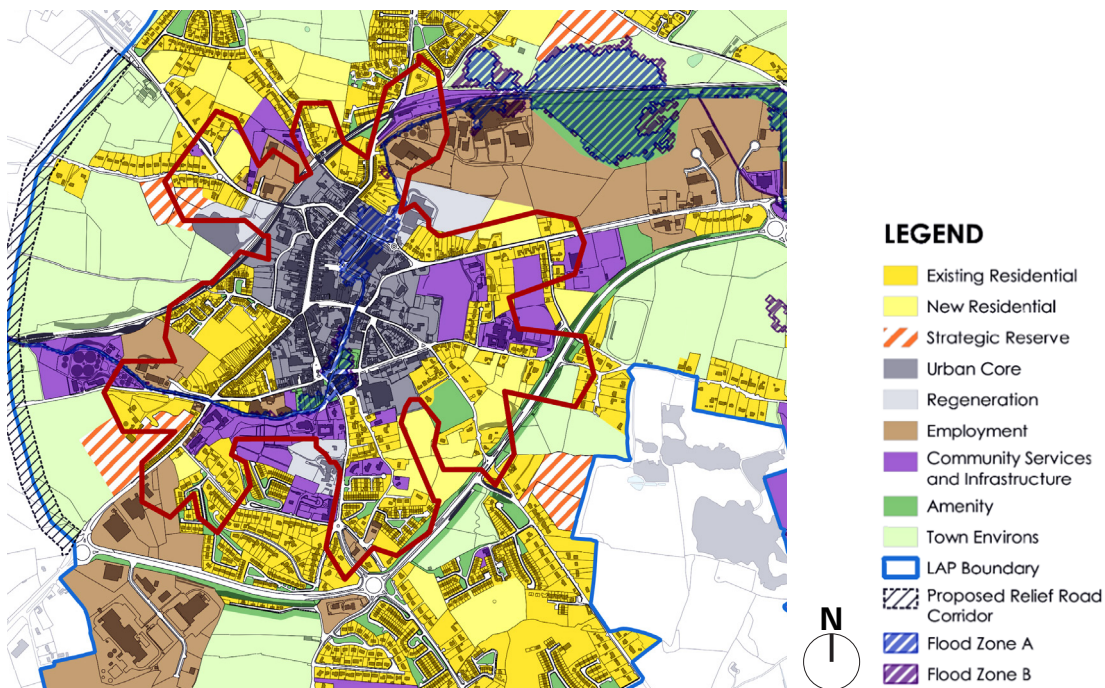 LEGEND
Existing Residential
New Residential
Strategic Reserve
Urban Core
Regeneration
Employment
Community Services
and Infrastructure
Amenity
Town Environs
LAP Boundary
Proposed Relief Road
Corridor
Flood Zone A
Flood Zone B
N